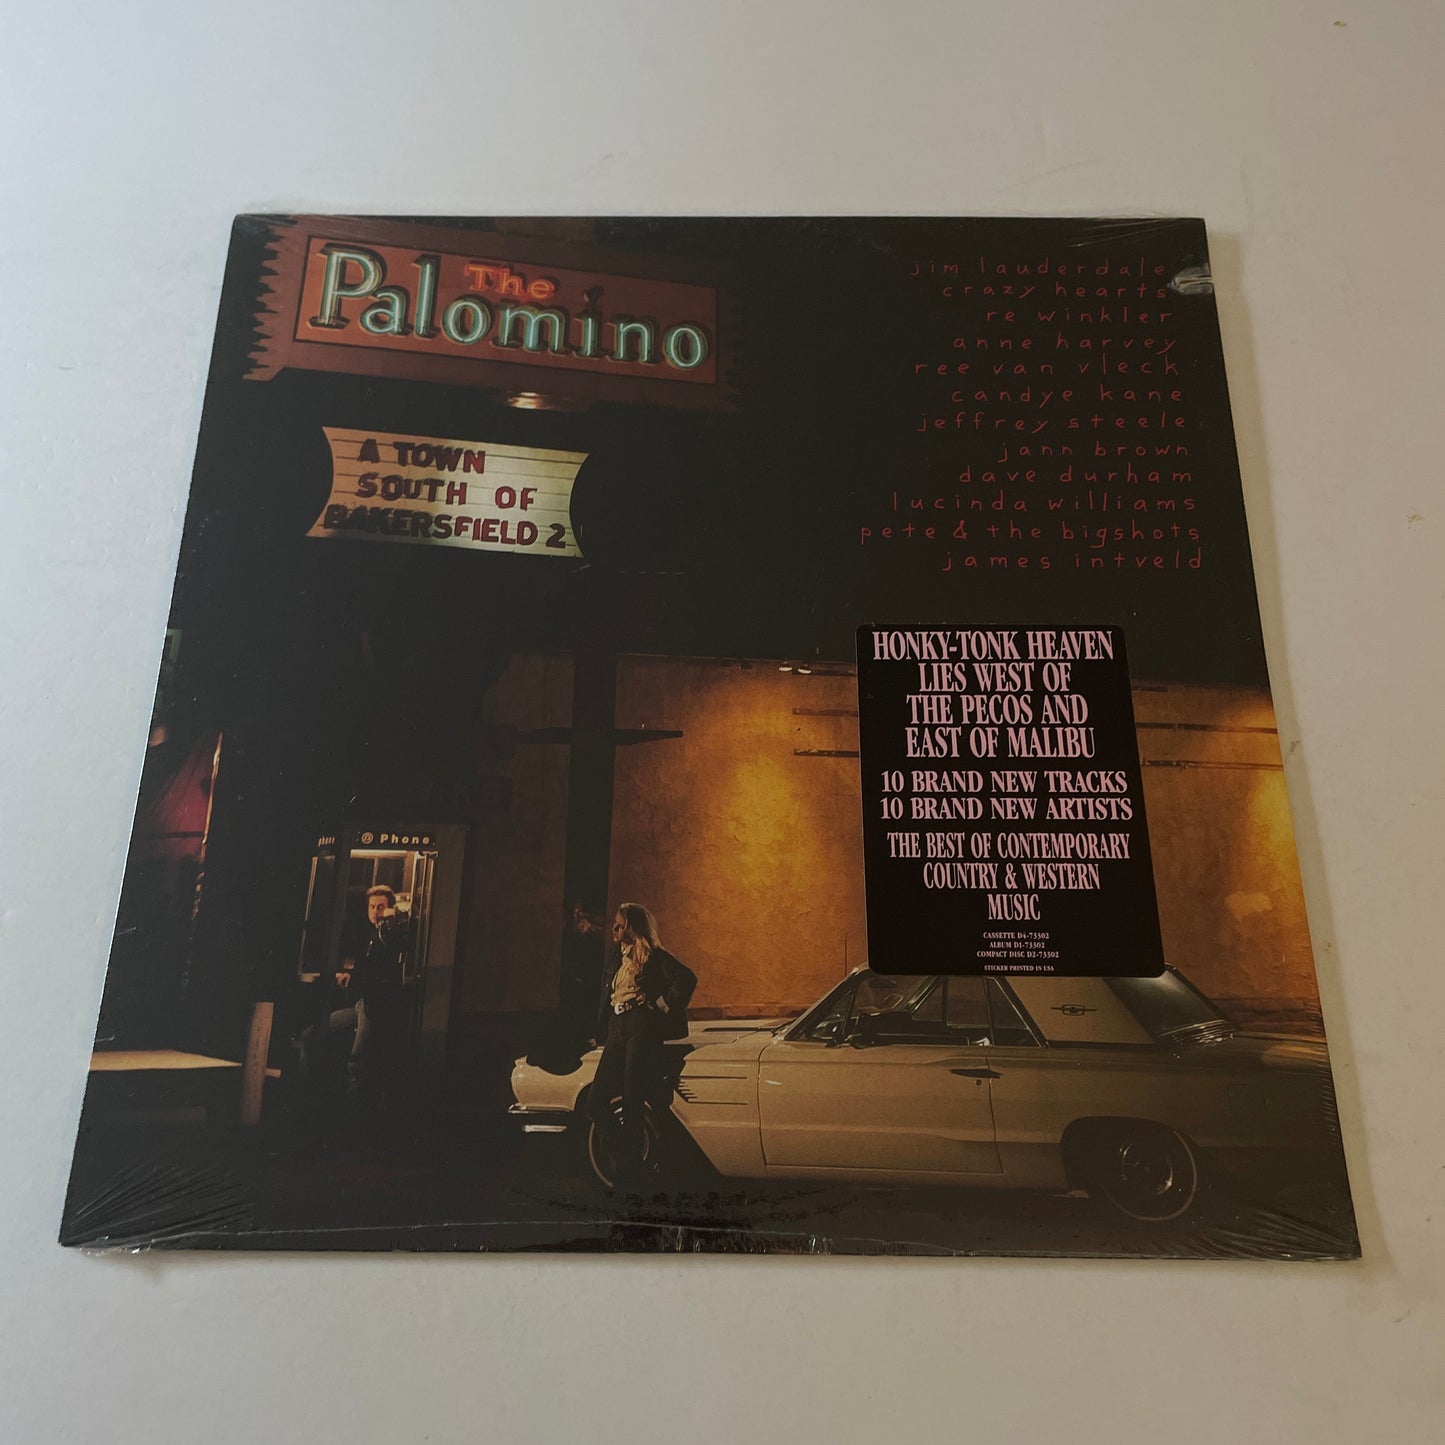 The
Palomino
A TOWN
SOUTH OF
BAKERSFIELD 2
jim lauderdale
crazy hearts
re winkler
anne harvey
ree van vleck
candye kane
jeffrey steele
jann brown
dave durham
lucinda williams
pete & the bigshots
james intveld
HONKY-TONK HEAVEN
LIES WEST OF
THE PECOS AND
EAST OF MALIBU
10 BRAND NEW TRACKS
10 BRAND NEW ARTISTS
THE BEST OF CONTEMPORARY
COUNTRY & WESTERN
MUSIC
CASSETTE D4-73302
ALBUM D1-73302
COMPACT DISC D2-73302
STICKER PRINTED IN USA
@ Phone